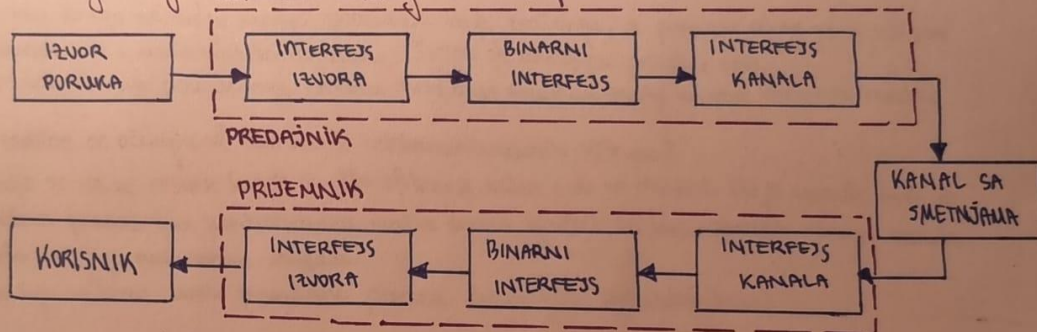 IZVOR
PORUKA
INTERFEJS
IZVORA
BINARNI
INTERFEJS
INTERFEJS
KANALA
PREDAJNIK
KANAL SA
SMETNJAMA
PRIJEMNIK
KORISNIK
INTERFEJS
IZVORA
BINARNI
INTERFEJS
INTERFEJS
KANALA